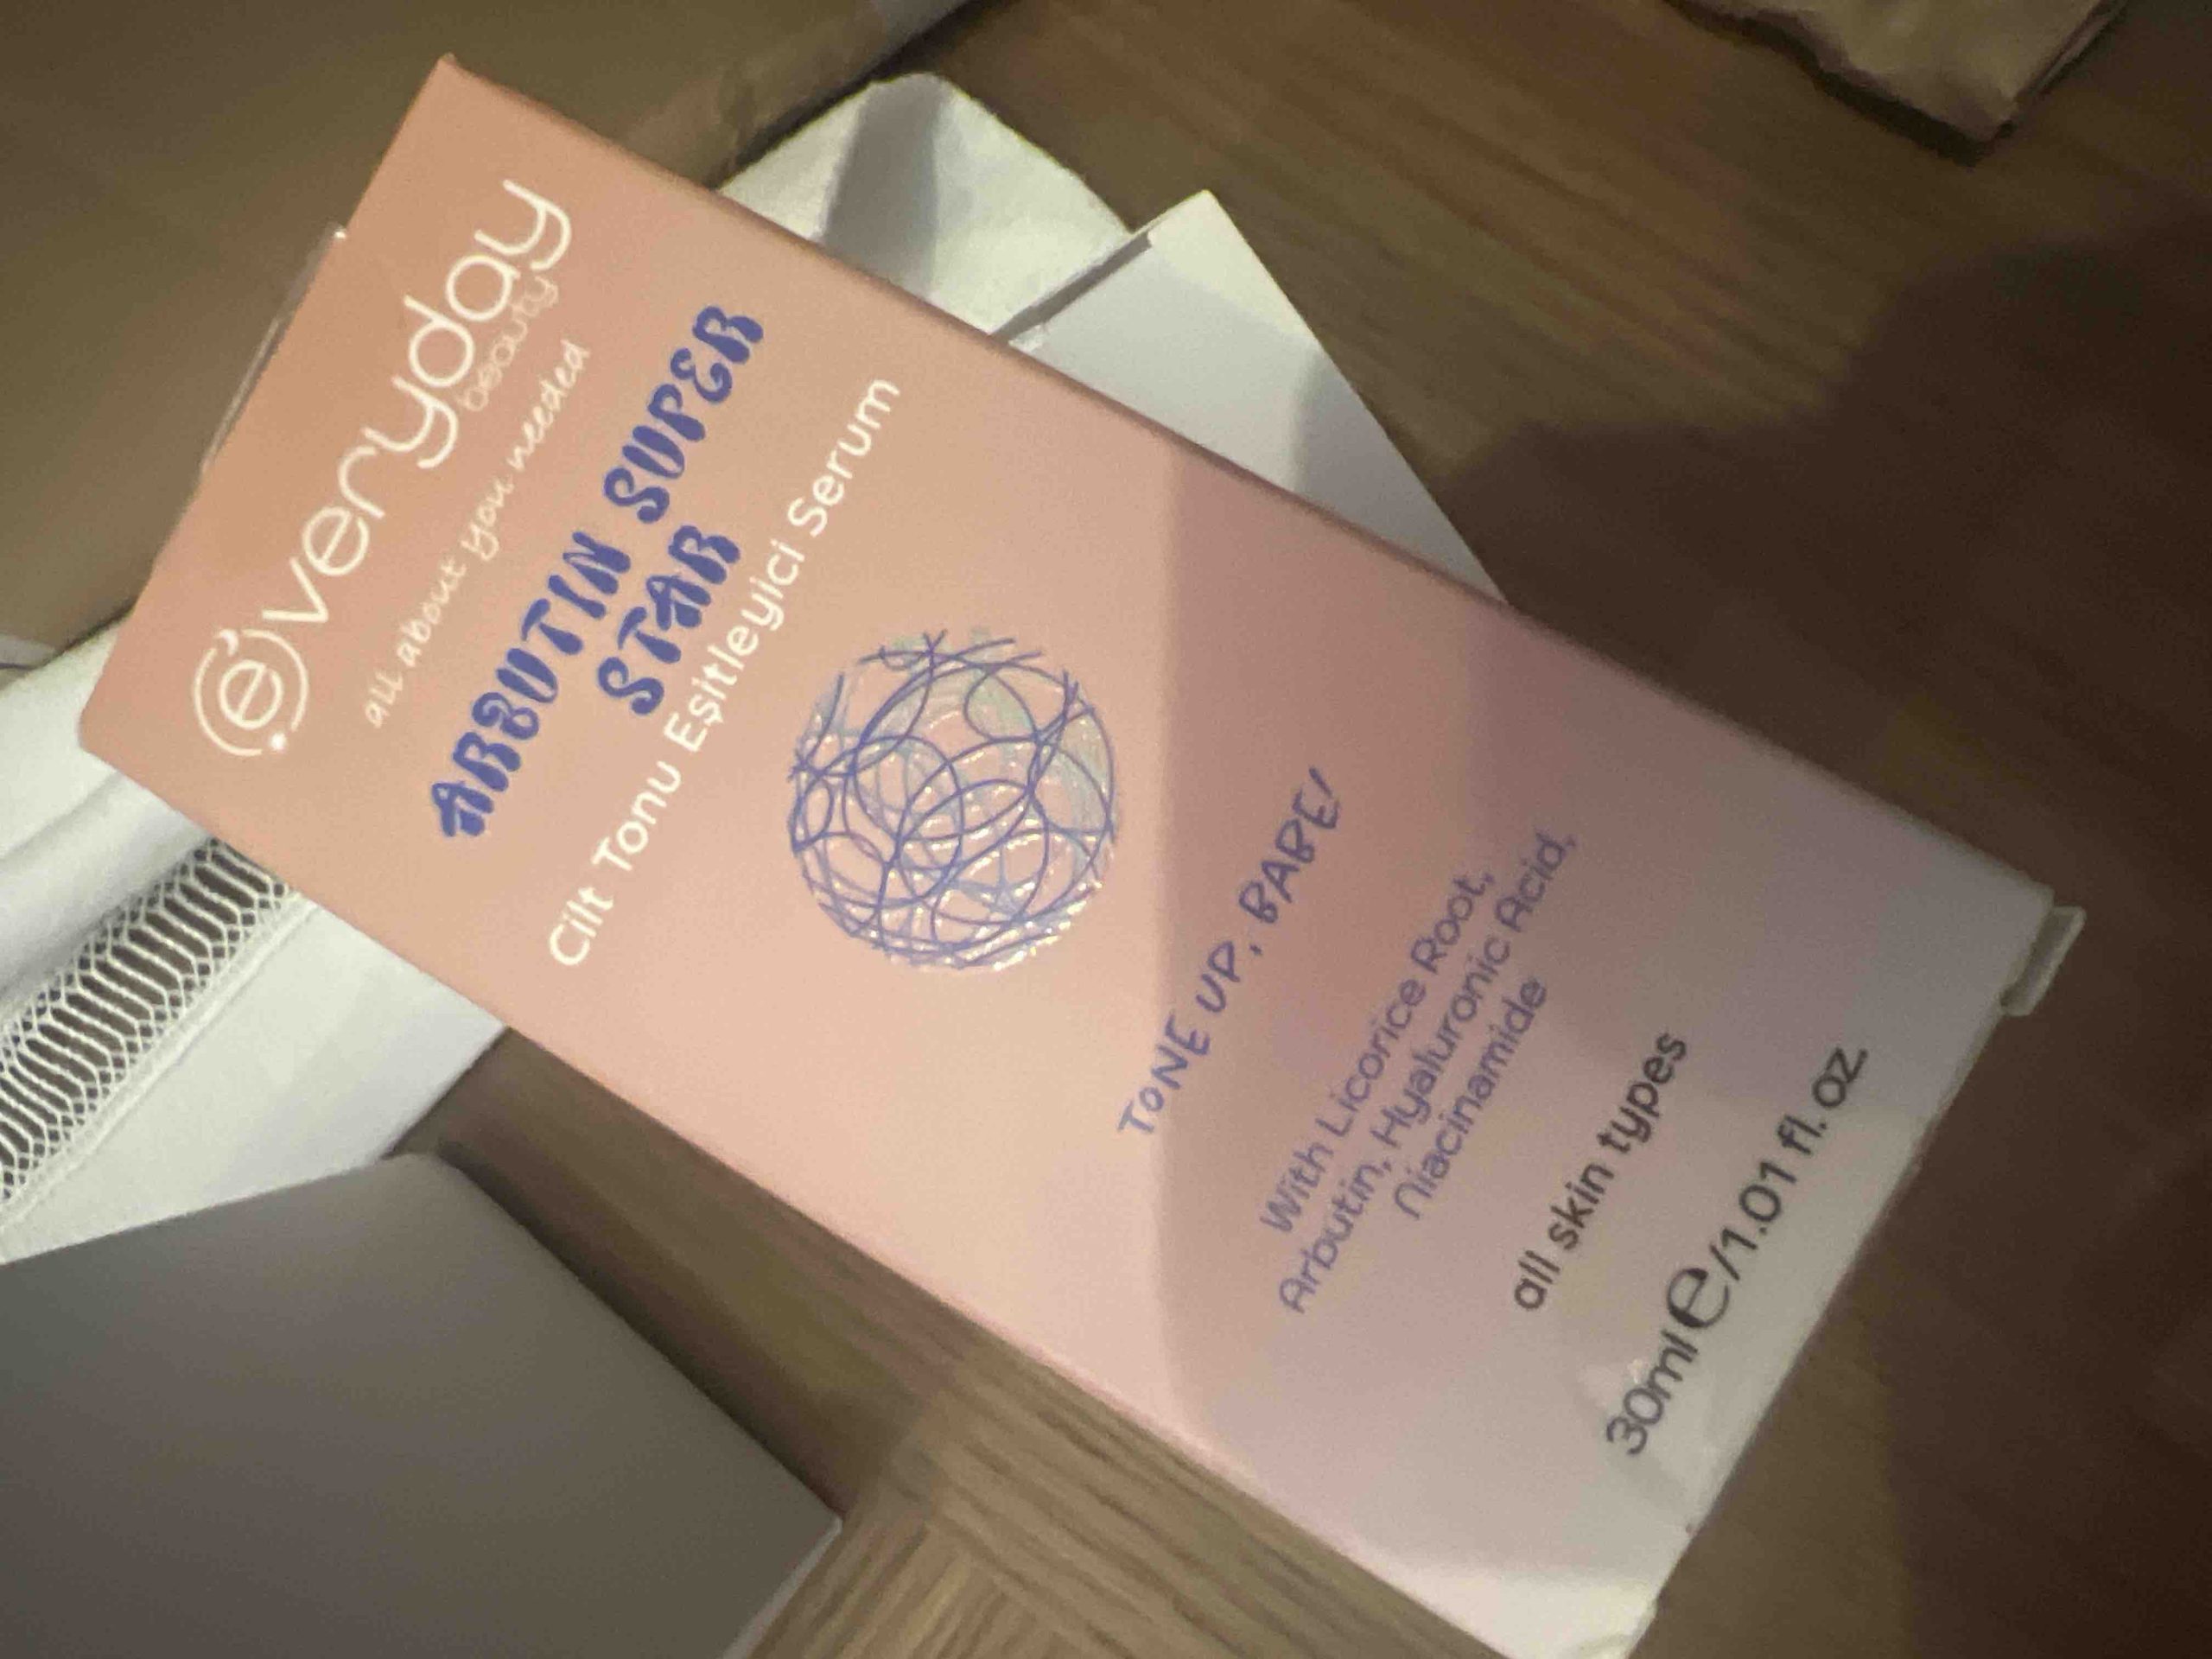 (é)veryday
beauty
all about you needed
ARBUTIN SUPER
STAR
Cilt Tonu Eşitleyici Serum
TONE UP, BABE!
With Licorice Root,
Arbutin, Hyaluronic Acid,
Niacinamide
all skin types
30ml e/1.01 fl.oz